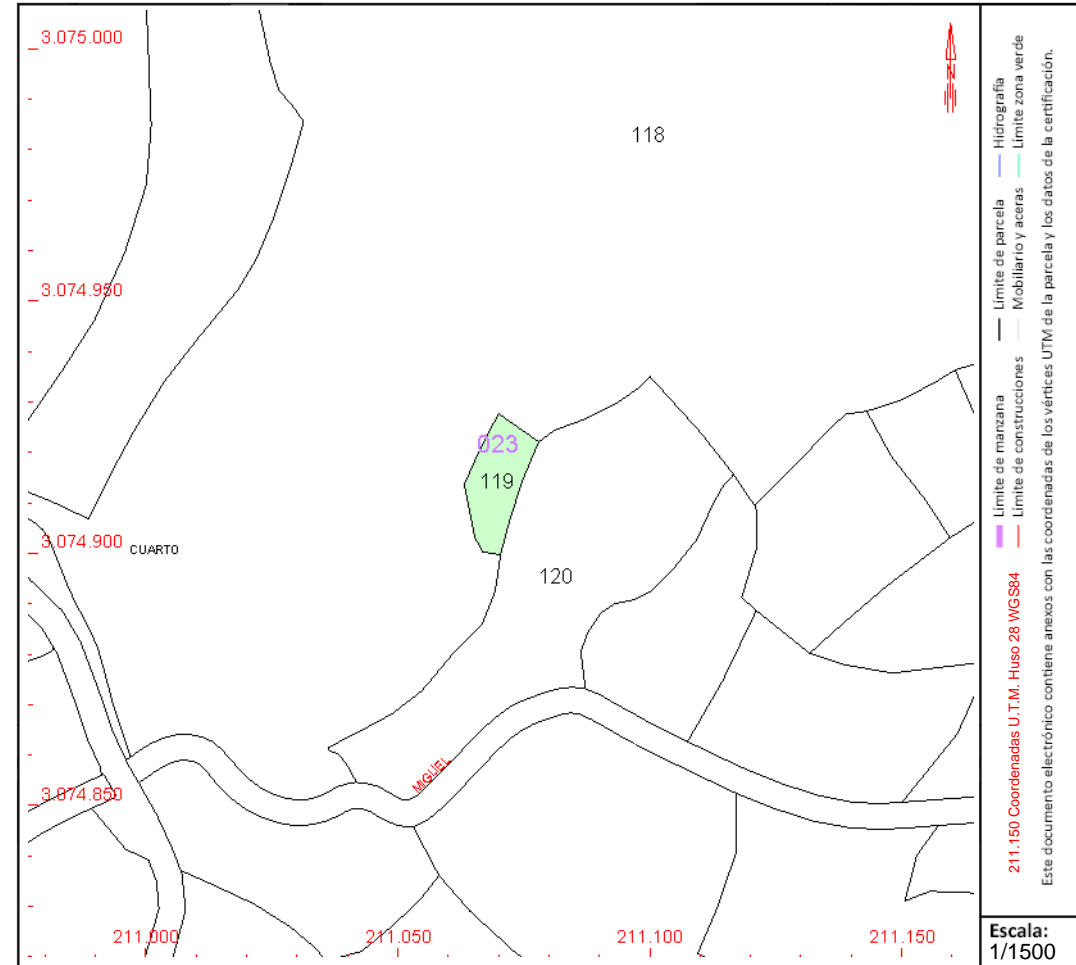 3.075.000
118
3.074.950
023
119
3.074.900
CUARTO
120
MIGUEL
3.074.850
211.000
211.050
211.100
211.150
N
211.150 Coordenadas U.T.M. Huso 28 WGS84
Límite de manzana
Límite de parcela
Hidrografía
Límite de construcciones
Mobiliario y aceras
Límite zona verde
Este documento electrónico contiene anexos con las coordenadas de los vértices UTM de la parcela y los datos de la certificación.
Escala:
1/1500